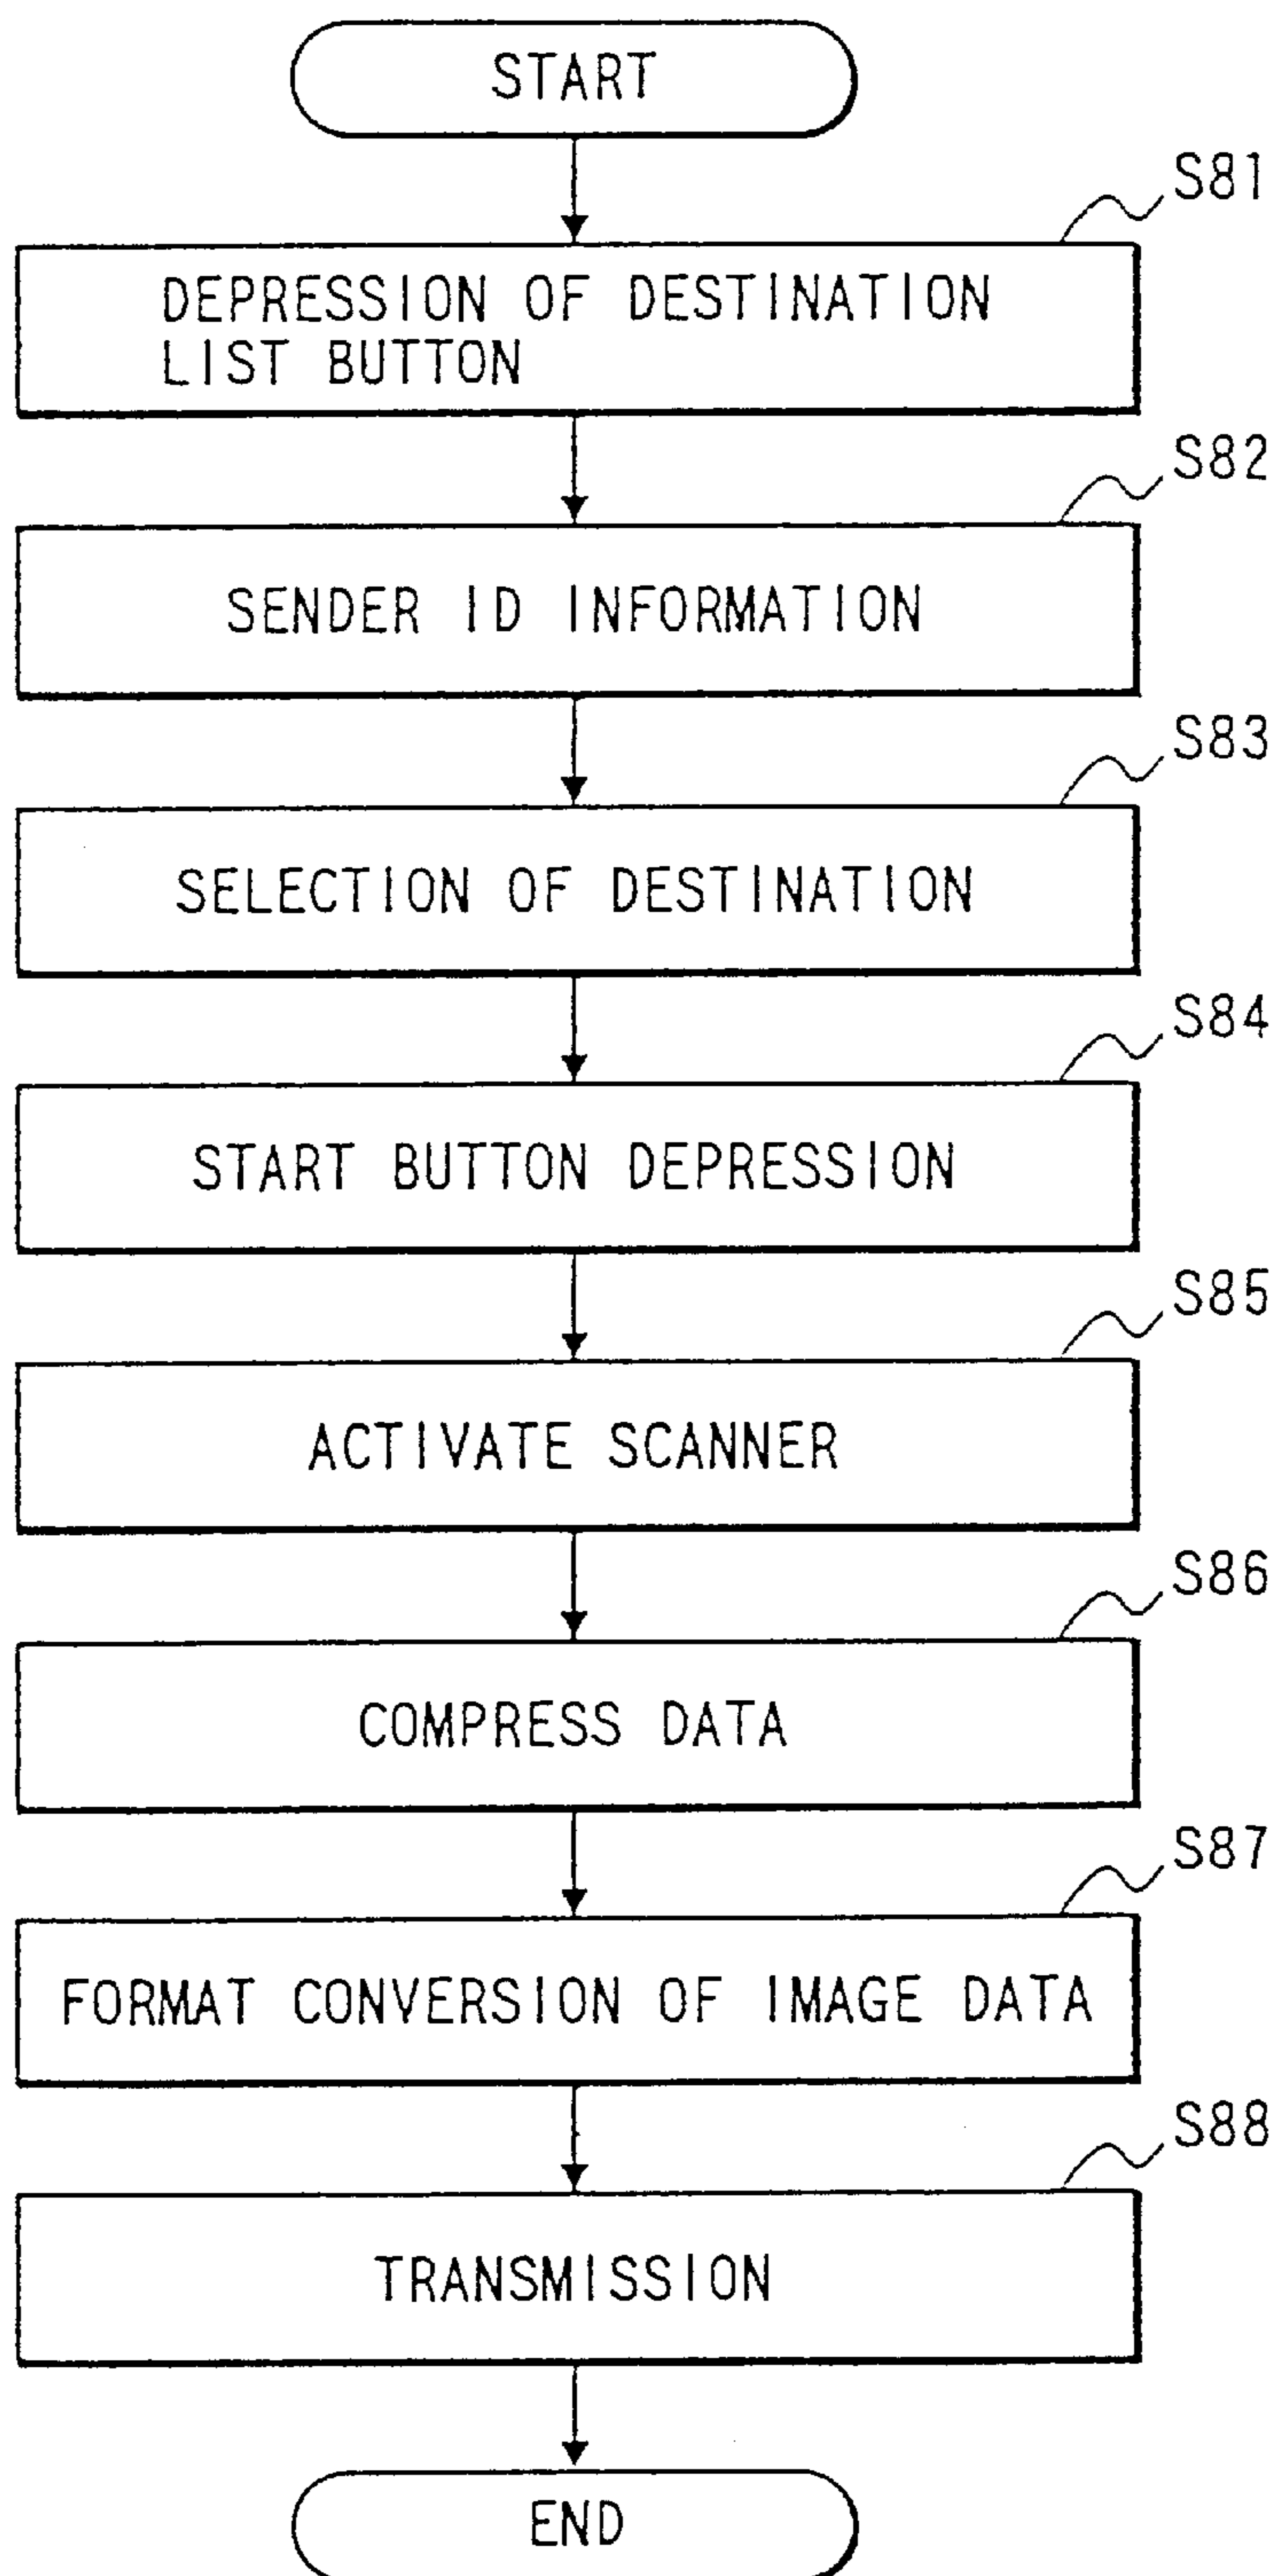 START
S81
DEPRESSION OF DESTINATION
LIST BUTTON
S82
SENDER ID INFORMATION
S83
SELECTION OF DESTINATION
S84
START BUTTON DEPRESSION
S85
ACTIVATE SCANNER
S86
COMPRESS DATA
S87
FORMAT CONVERSION OF IMAGE DATA
S88
TRANSMISSION
END